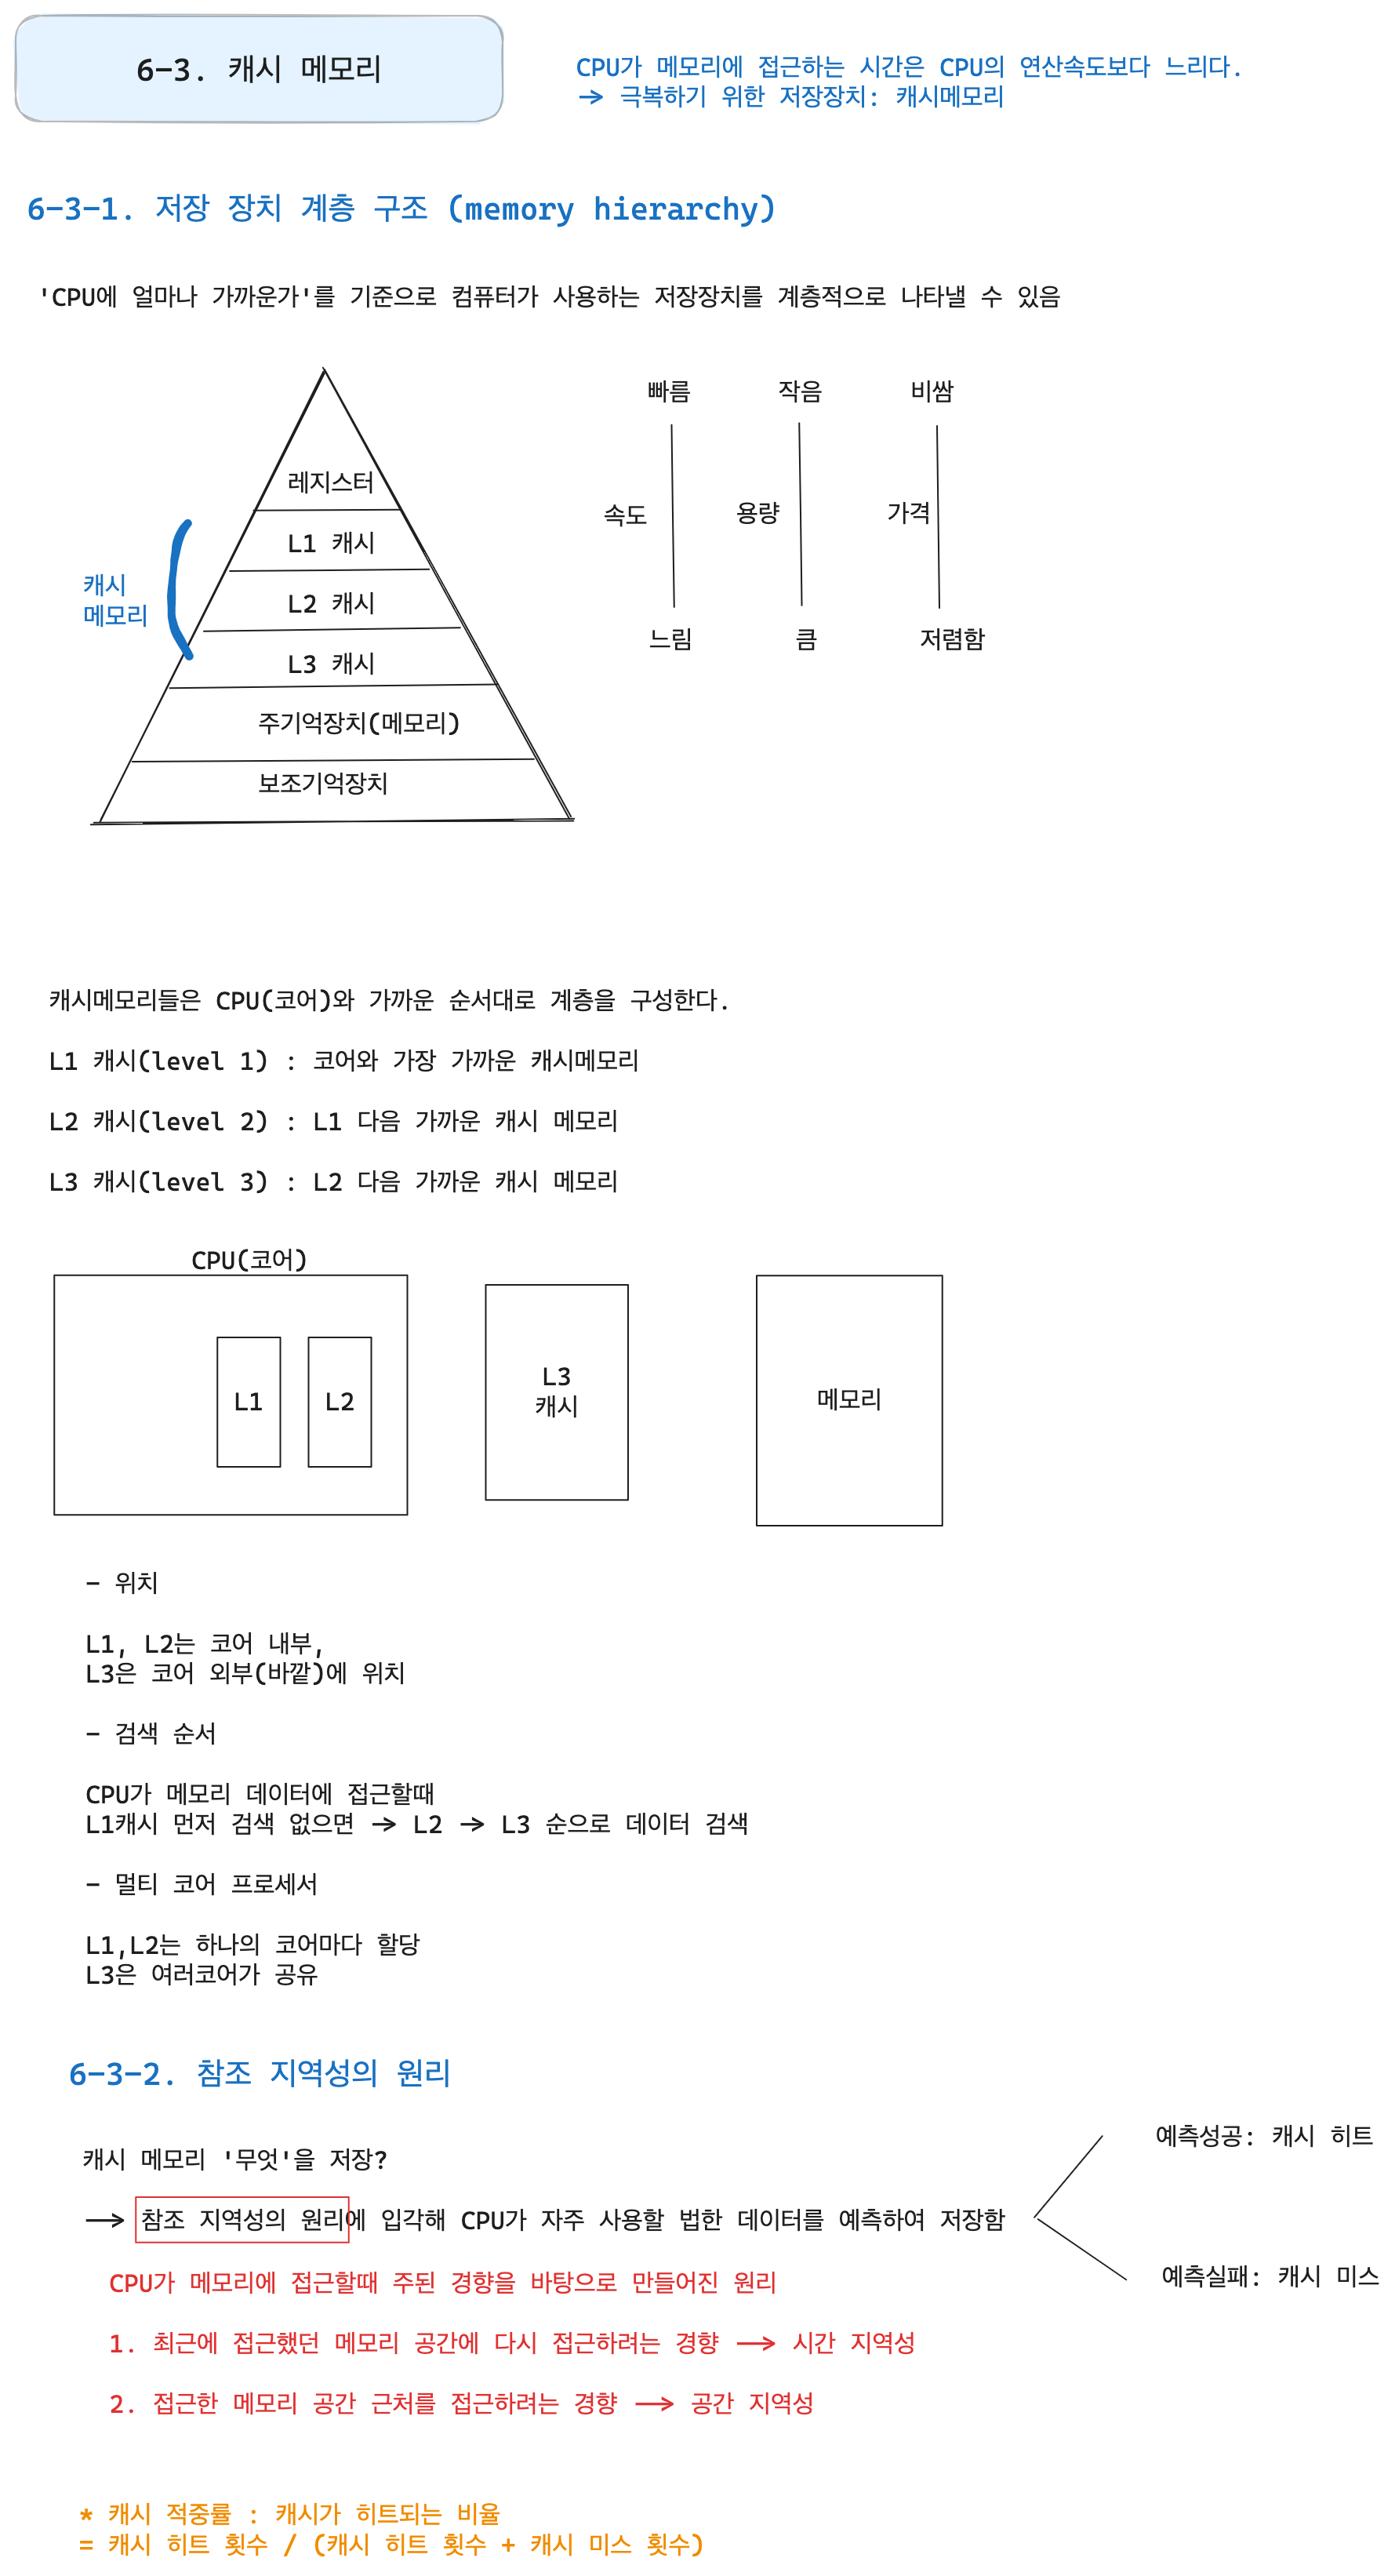 6-3. 캐시 메모리
CPU가 메모리에 접근하는 시간은 CPU의 연산속도보다 느리다.
→ 극복하기 위한 저장장치: 캐시메모리
6-3-1. 저장 장치 계층 구조 (memory hierarchy)
'CPU에 얼마나 가까운가'를 기준으로 컴퓨터가 사용하는 저장장치를 계층적으로 나타낼 수 있음
레지스터
L1 캐시
L2 캐시
L3 캐시
주기억장치(메모리)
보조기억장치
캐시
메모리
빠름
속도
느림
작음
용량
큼
비쌈
가격
저렴함
캐시메모리들은 CPU(코어)와 가까운 순서대로 계층을 구성한다.
L1 캐시(level 1) : 코어와 가장 가까운 캐시메모리
L2 캐시(level 2) : L1 다음 가까운 캐시 메모리
L3 캐시(level 3) : L2 다음 가까운 캐시 메모리
CPU(코어)
L1
L2
L3
캐시
메모리
- 위치
L1, L2는 코어 내부,
L3은 코어 외부(바깥)에 위치
- 검색 순서
CPU가 메모리 데이터에 접근할때
L1캐시 먼저 검색 없으면 → L2 → L3 순으로 데이터 검색
- 멀티 코어 프로세서
L1,L2는 하나의 코어마다 할당
L3은 여러코어가 공유
6-3-2. 참조 지역성의 원리
캐시 메모리 '무엇'을 저장?
→ 참조 지역성의 원리에 입각해 CPU가 자주 사용할 법한 데이터를 예측하여 저장함
예측성공: 캐시 히트
예측실패: 캐시 미스
CPU가 메모리에 접근할때 주된 경향을 바탕으로 만들어진 원리
1. 최근에 접근했던 메모리 공간에 다시 접근하려는 경향 → 시간 지역성
2. 접근한 메모리 공간 근처를 접근하려는 경향 → 공간 지역성
* 캐시 적중률 : 캐시가 히트되는 비율
= 캐시 히트 횟수 / (캐시 히트 횟수 + 캐시 미스 횟수)